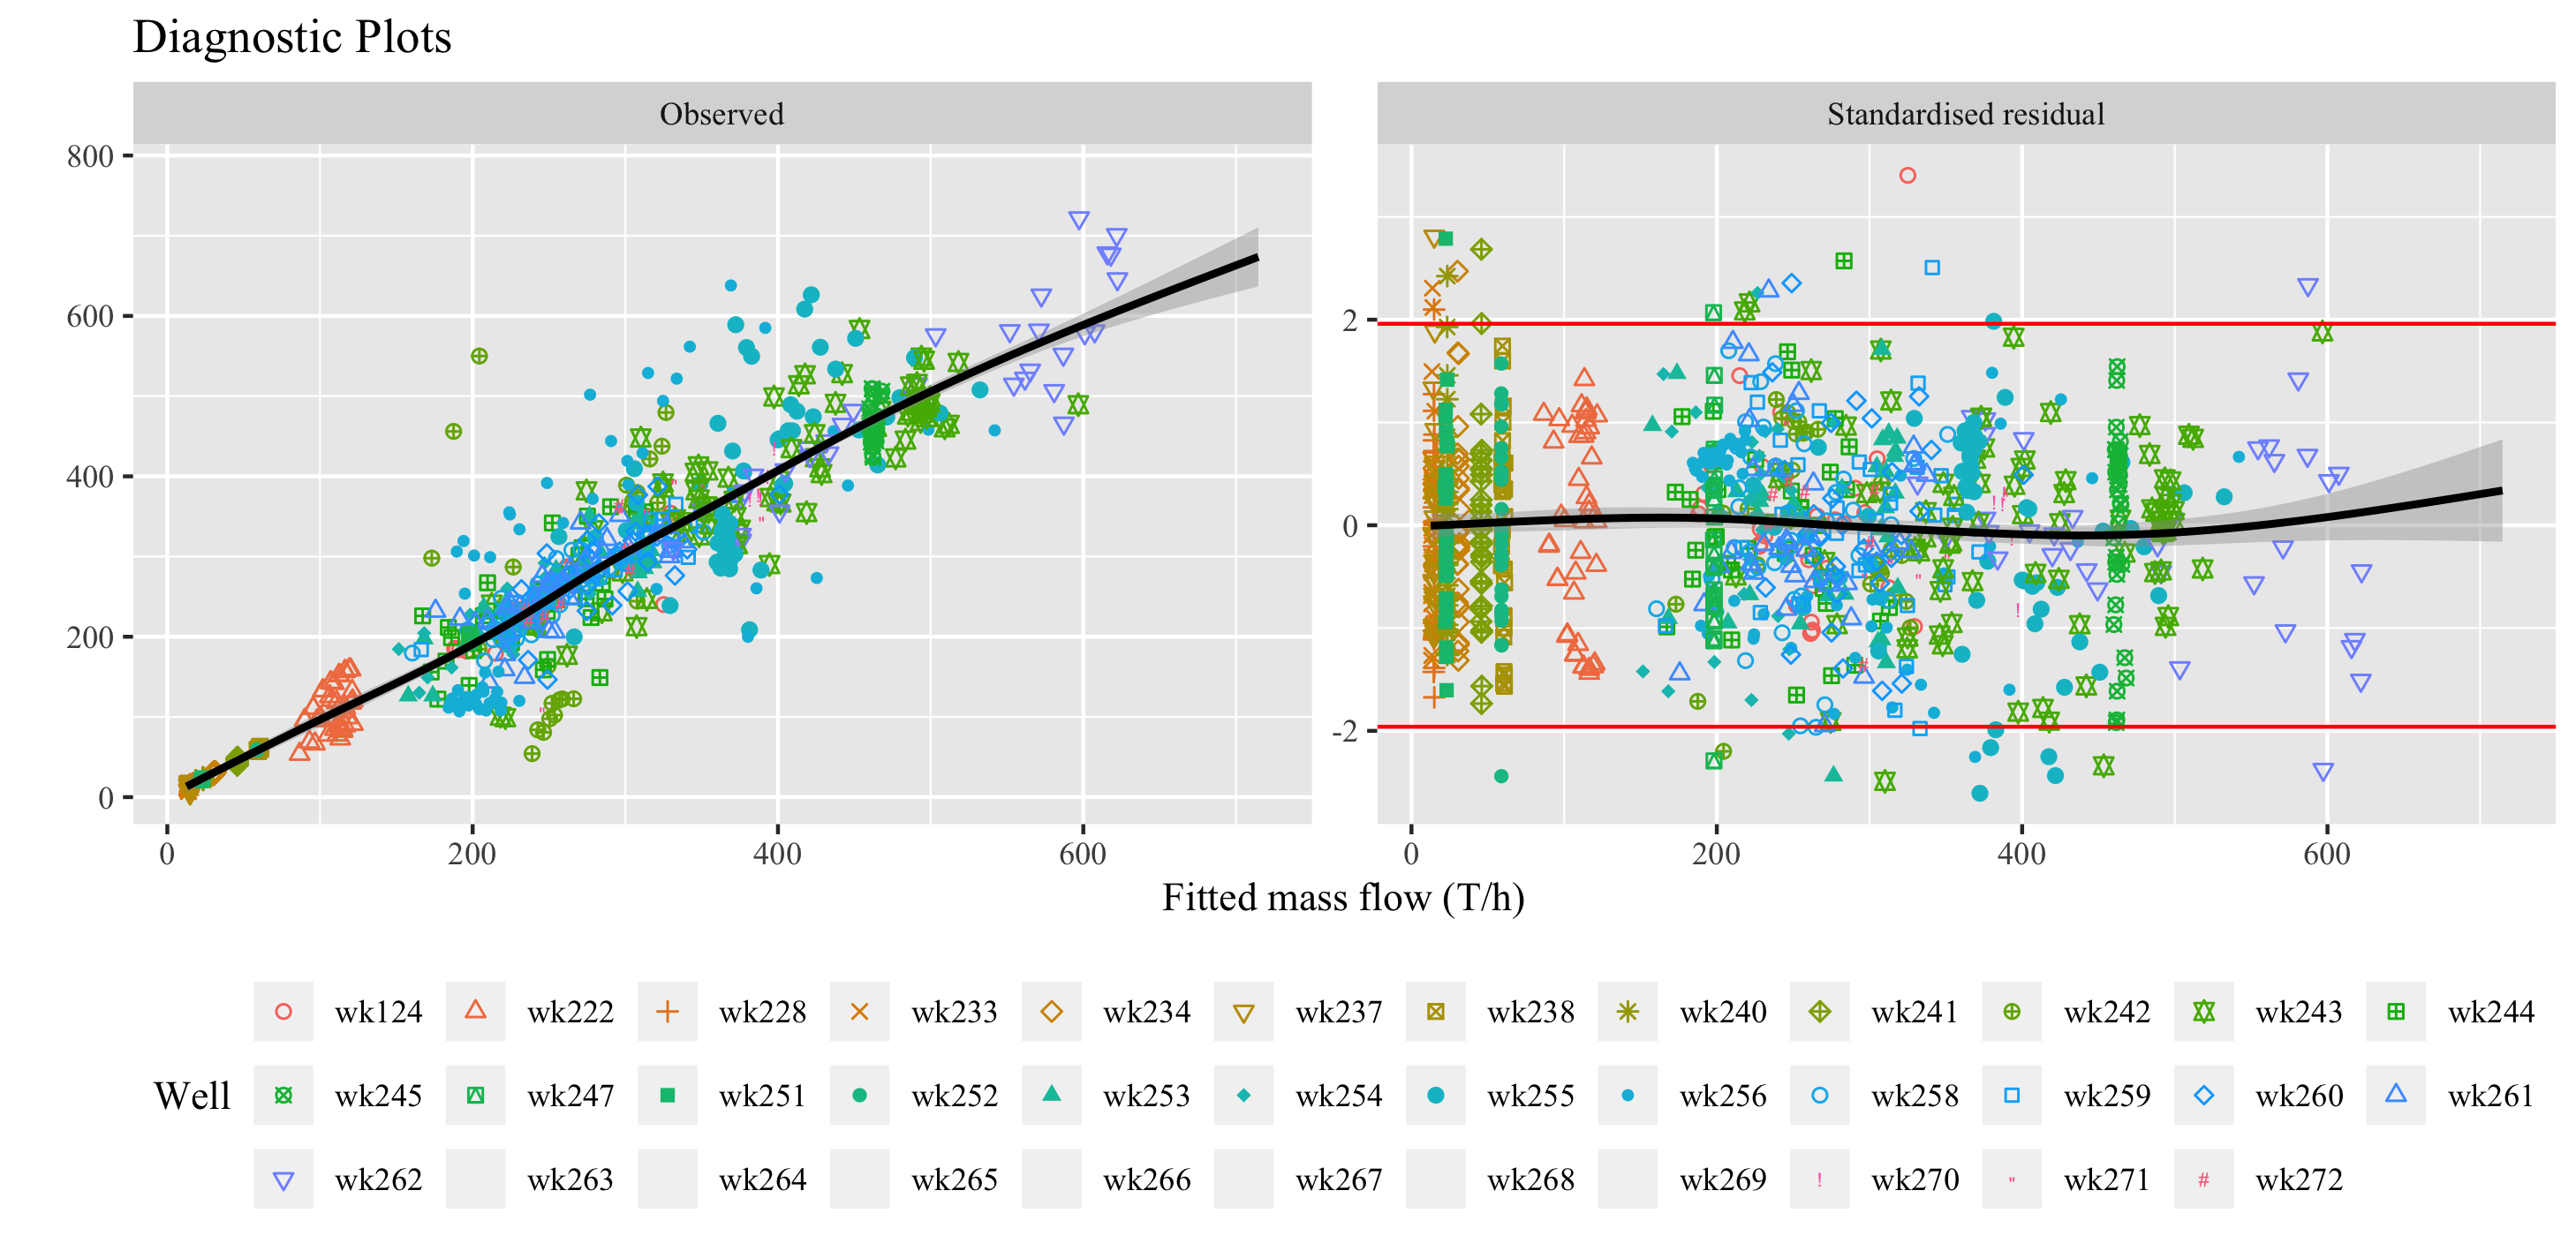 Diagnostic Plots
Observed
Standardised residual
800
600
400
200
0
2
0
-2
0 200 400 600
0 200 400 600
Fitted mass flow (T/h)
Well
wk124 wk222 wk228 wk233 wk234 wk237 wk238 wk240 wk241 wk242 wk243 wk244
wk245 wk247 wk251 wk252 wk253 wk254 wk255 wk256 wk258 wk259 wk260 wk261
wk262 wk263 wk264 wk265 wk266 wk267 wk268 wk269 ! wk270 " wk271 # wk272